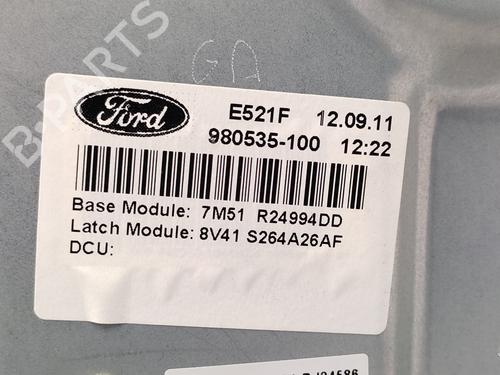 GA
B-PARTS
Ford
E521F 12.09.11
980535-100 12:22
Base Module: 7M51 R24994DD
Latch Module: 8V41 S264A26AF
DCU: